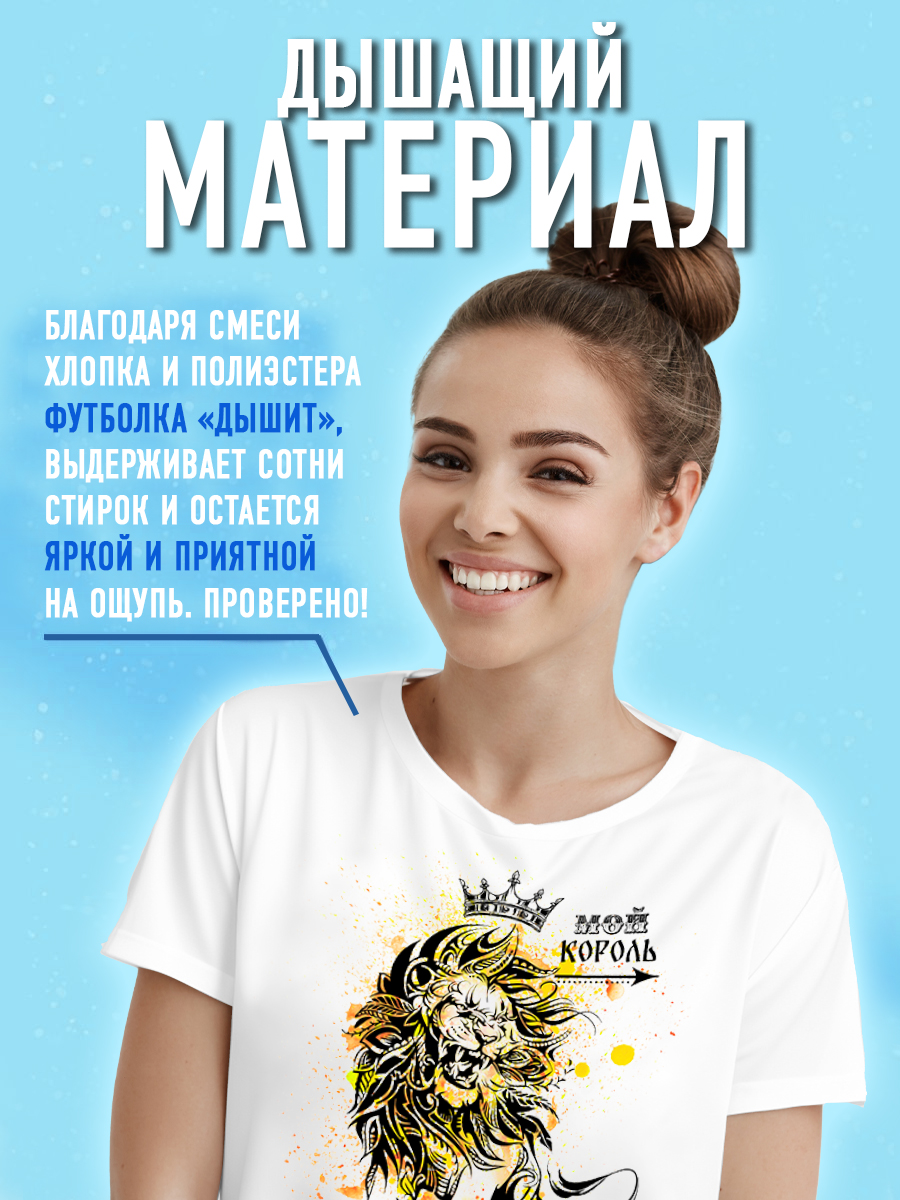 ДЫШАЩИЙ
МАТЕРИАЛ
БЛАГОДАРЯ СМЕСИ
ХЛОПКА И ПОЛИЭСТЕРА
ФУТБОЛКА «ДЫШИТ»,
ВЫДЕРЖИВАЕТ СОТНИ
СТИРОК И ОСТАЕТСЯ
ЯРКОЙ И ПРИЯТНОЙ
НА ОЩУПЬ. ПРОВЕРЕНО!
МОЙ
КОРОЛЬ